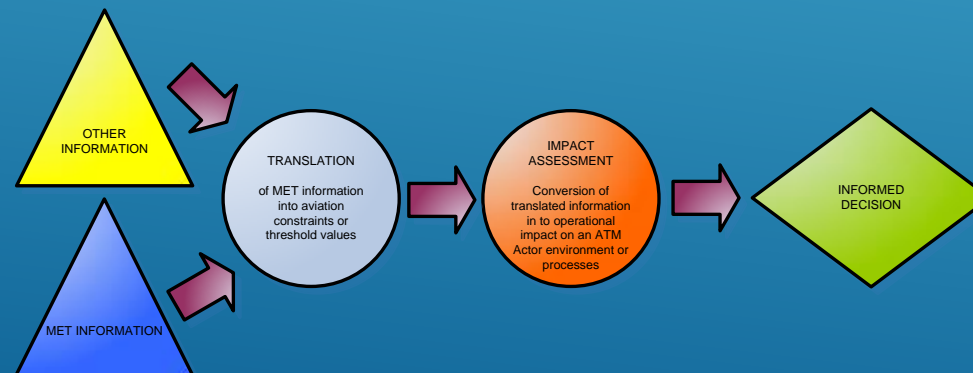 OTHER
INFORMATION
MET INFORMATION
TRANSLATION
of MET information
into aviation
constraints or
threshold values
IMPACT
ASSESSMENT
Conversion of
translated information
in to operational
impact on an ATM
Actor environment or
processes
INFORMED
DECISION